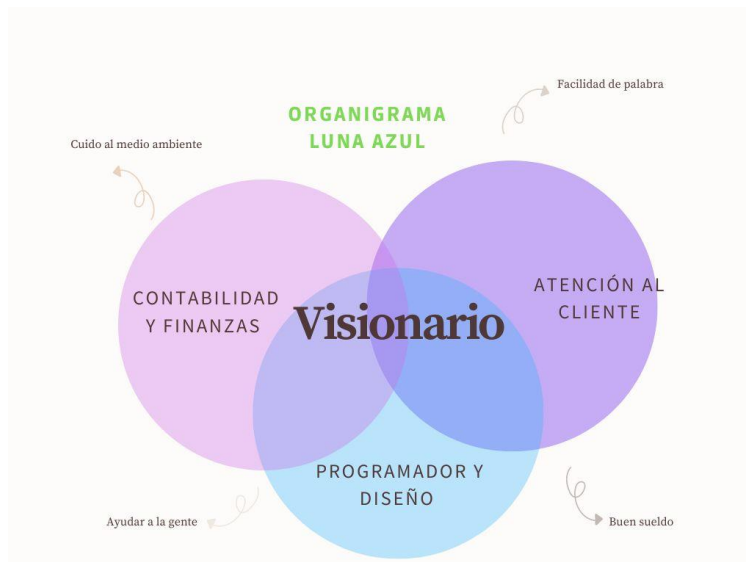 Facilidad de palabra
ORGANIGRAMA
LUNA AZUL
Cuido al medio ambiente
CONTABILIDAD
Y FINANZAS
Visionario
ATENCIÓN AL
CLIENTE
PROGRAMADOR Y
DISEÑO
Ayudar a la gente
Buen sueldo